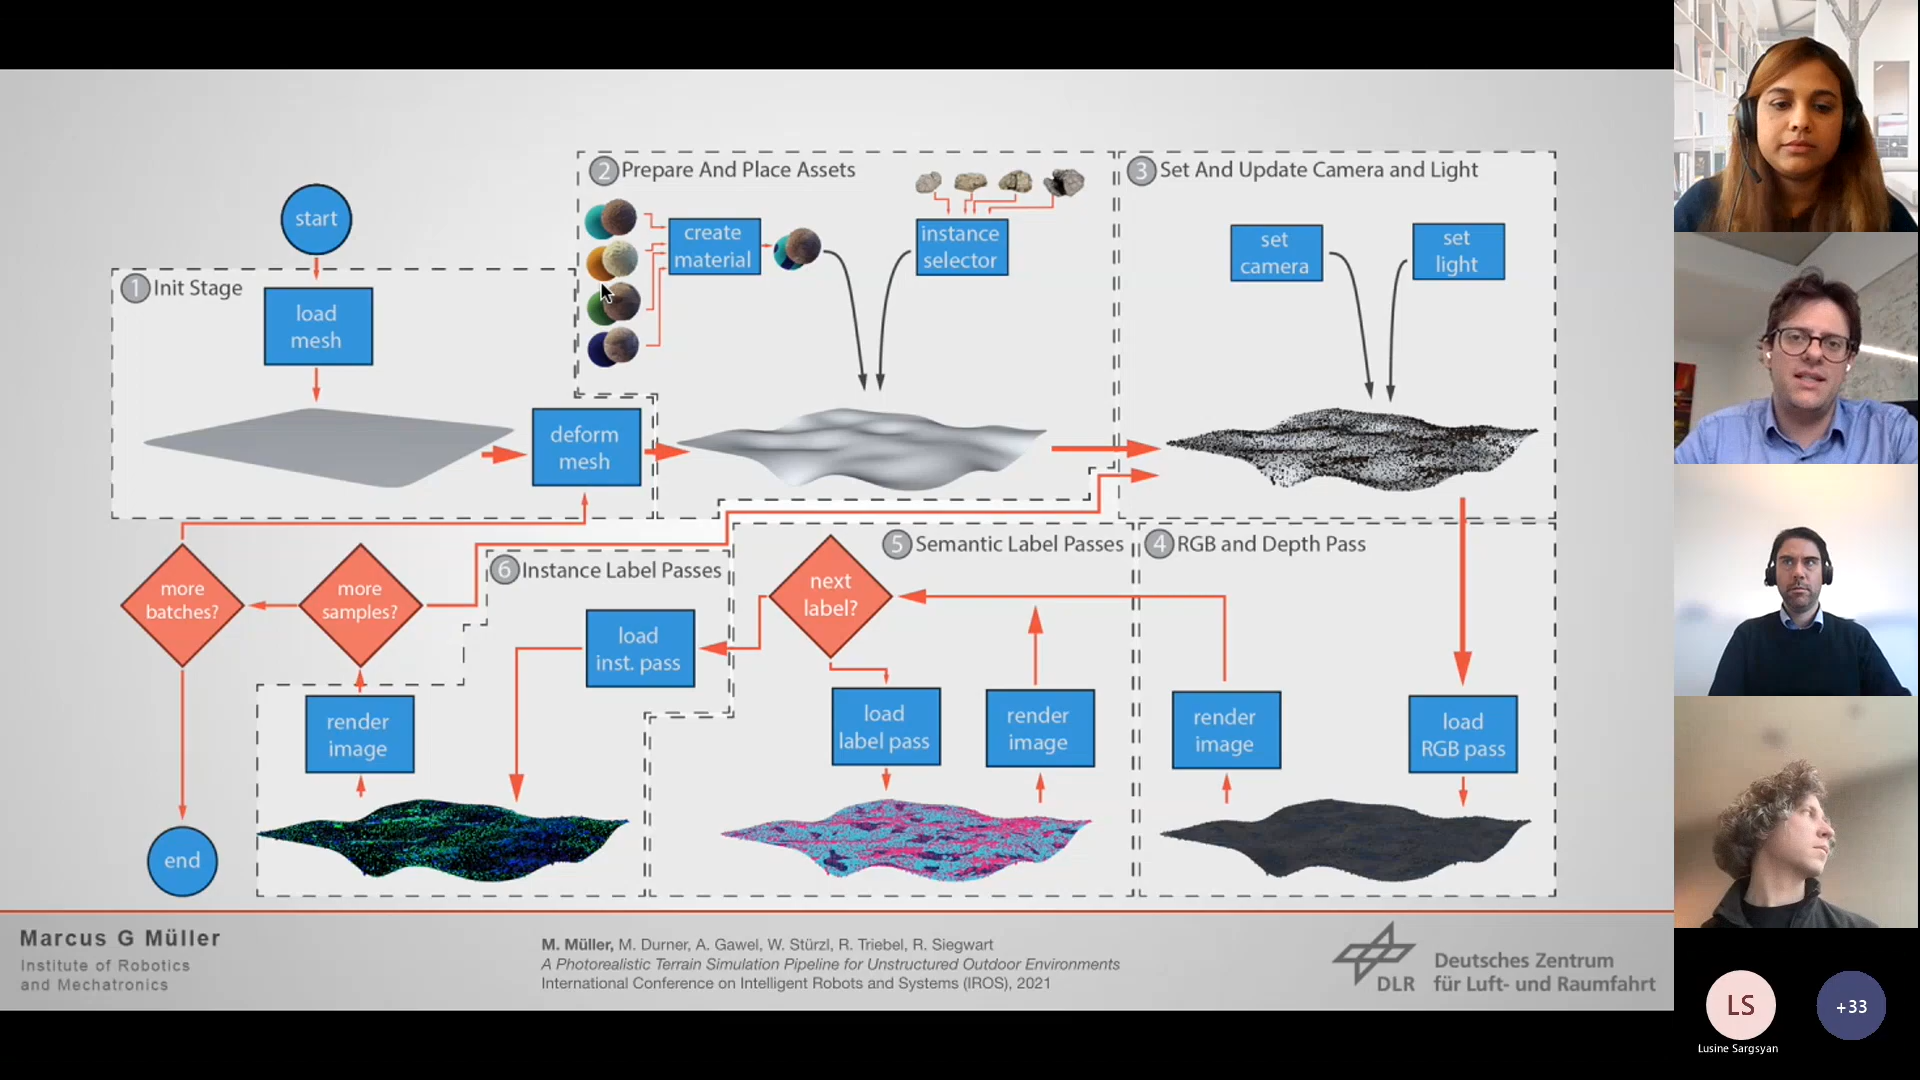 start
1 Init Stage
load
mesh
deform
mesh
2 Prepare And Place Assets
create
material
instance
selector
3 Set And Update Camera and Light
set
camera
set
light
4 RGB and Depth Pass
load
RGB pass
render
image
5 Semantic Label Passes
next
label?
load
label pass
render
image
6 Instance Label Passes
load
inst. pass
render
image
more
samples?
more
batches?
end
Marcus G Müller
Institute of Robotics
and Mechatronics
M. Müller, M. Durner, A. Gawel, W. Stürzl, R. Triebel, R. Siegwart
A Photorealistic Terrain Simulation Pipeline for Unstructured Outdoor Environments
International Conference on Intelligent Robots and Systems (IROS), 2021
DLR
Deutsches Zentrum
für Luft- und Raumfahrt
LS
Lusine Sargsyan
+33